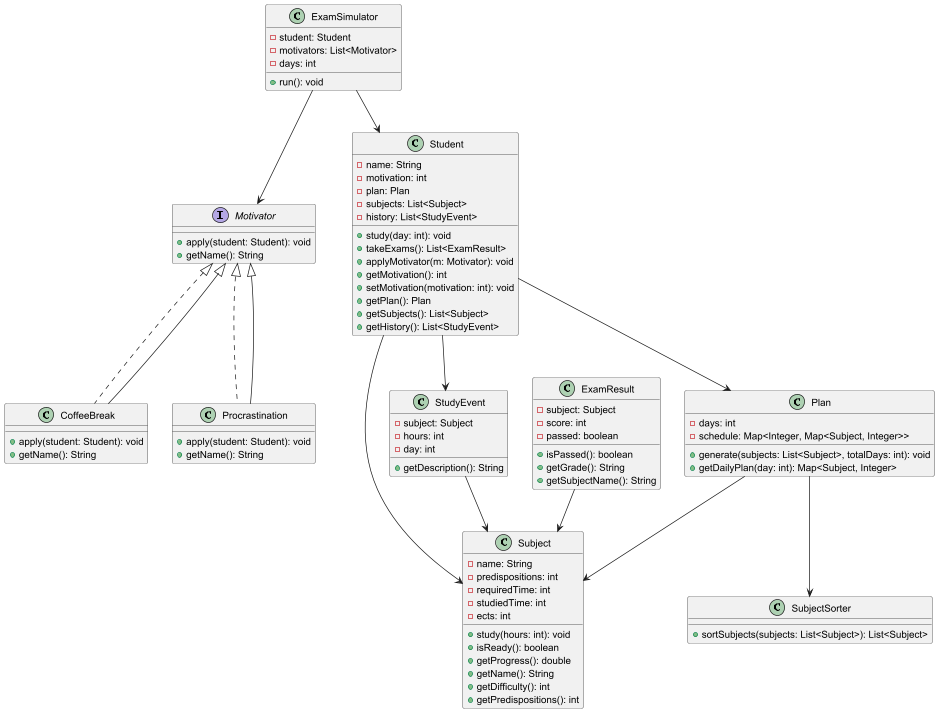 C ExamSimulator
student: Student
motivators: List<Motivator>
days: int
run(): void
C Student
name: String
motivation: int
plan: Plan
subjects: List<Subject>
history: List<StudyEvent>
study(day: int): void
takeExams(): List<ExamResult>
applyMotivator(m: Motivator): void
getMotivation(): int
setMotivation(motivation: int): void
getPlan(): Plan
getSubjects(): List<Subject>
getHistory(): List<StudyEvent>
I Motivator
apply(student: Student): void
getName(): String
C CoffeeBreak
apply(student: Student): void
getName(): String
C Procrastination
apply(student: Student): void
getName(): String
C StudyEvent
subject: Subject
hours: int
day: int
getDescription(): String
C ExamResult
subject: Subject
score: int
passed: boolean
isPassed(): boolean
getGrade(): String
getSubjectName(): String
C Plan
days: int
schedule: Map<Integer, Map<Subject, Integer>>
generate(subjects: List<Subject>, totalDays: int): void
getDailyPlan(day: int): Map<Subject, Integer>
C Subject
name: String
predispositions: int
requiredTime: int
studiedTime: int
ects: int
study(hours: int): void
isReady(): boolean
getProgress(): double
getName(): String
getDifficulty(): int
getPredispositions(): int
C SubjectSorter
sortSubjects(subjects: List<Subject>): List<Subject>